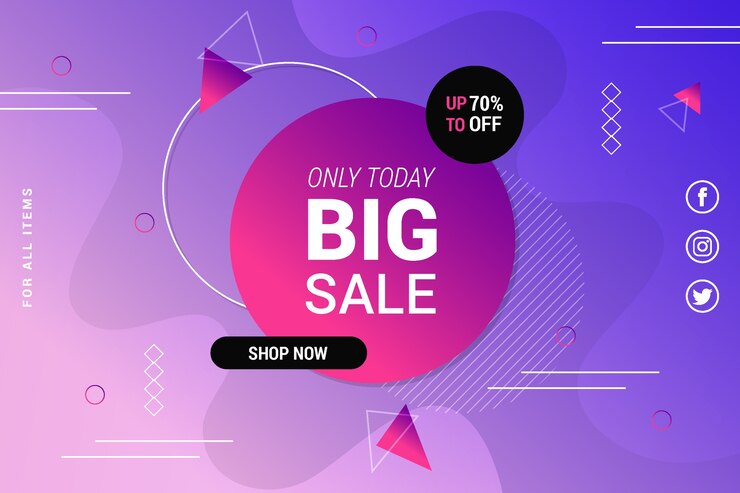 UP 70%
TO OFF
ONLY TODAY
BIG
SALE
SHOP NOW
FOR ALL ITEMS